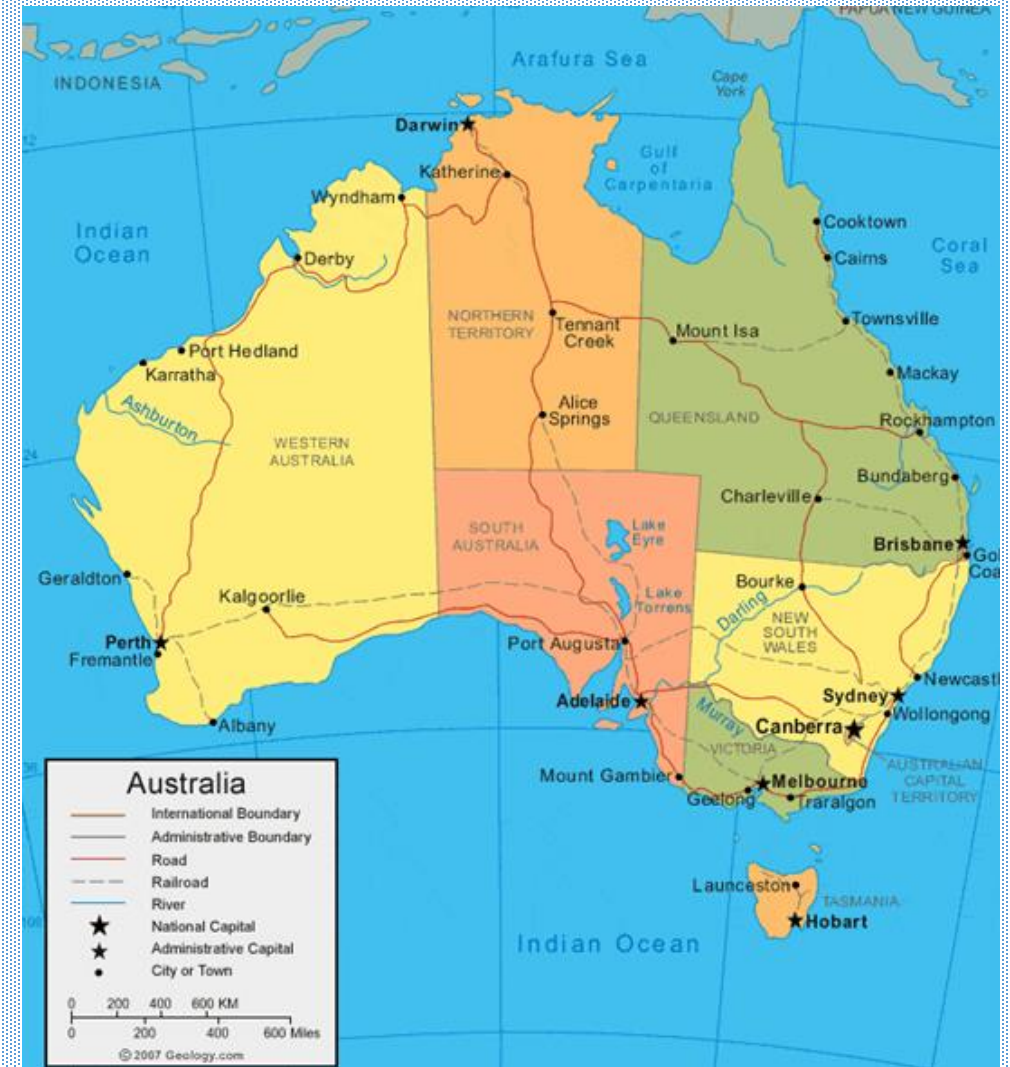 PAPUA NEW GUINEA
INDONESIA
Arafura Sea
Cape
York
Darwin
Gulf
of
Carpentaria
Katherine
12
Wyndham
Cooktown
Indian
Ocean
Derby
Cairns
Coral
Sea
NORTHERN
TERRITORY
Tennant
Creek
Mount Isa
Townsville
Port Hedland
Karratha
Mackay
Ashburton
Alice
Springs
QUEENSLAND
Rockhampton
WESTERN
AUSTRALIA
24
Bundaberg
Charleville
SOUTH
AUSTRALIA
Lake
Eyre
Brisbane
Gol
Coa
Geraldton
Kalgoorlie
Bourke
Lake
Torrens
Darling
NEW
SOUTH
WALES
Perth
Fremantle
Port Augusta
Newcastl
Adelaide
Sydney
Murray
Wollongong
Canberra
Albany
VICTORIA
AUSTRALIAN
CAPITAL
TERRITORY
Mount Gambier
Melbourne
Geelong
Traralgon
Launceston
TASMANIA
Hobart
Indian Ocean
Australia
International Boundary
Administrative Boundary
Road
Railroad
River
National Capital
Administrative Capital
City or Town
0 200 400 600 KM
0 200 400 600 Miles
©2007 Geology.com